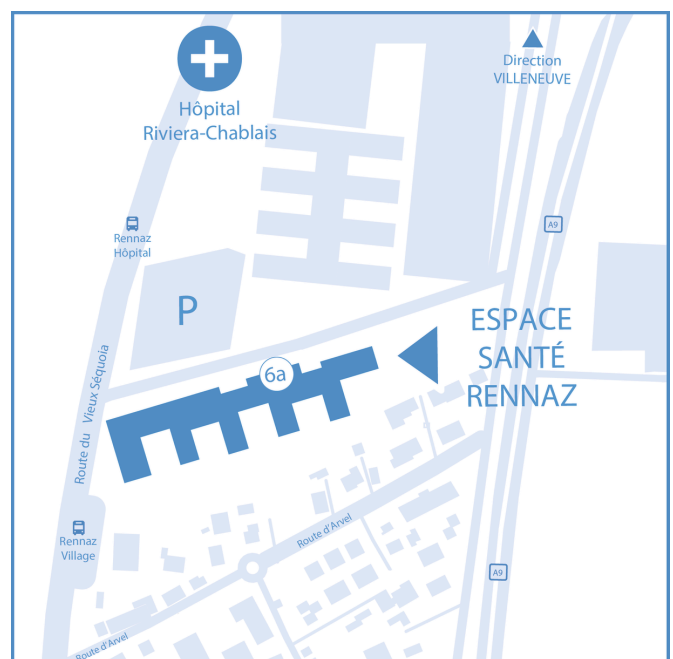 Direction
VILLENEUVE
Hôpital
Riviera-Chablais
A9
Rennaz
Hôpital
P
ESPACE
SANTÉ
RENNAZ
6a
Route du Vieux Séquoia
Route d'Arvel
Rennaz
Village
A9
Route d'Arvel